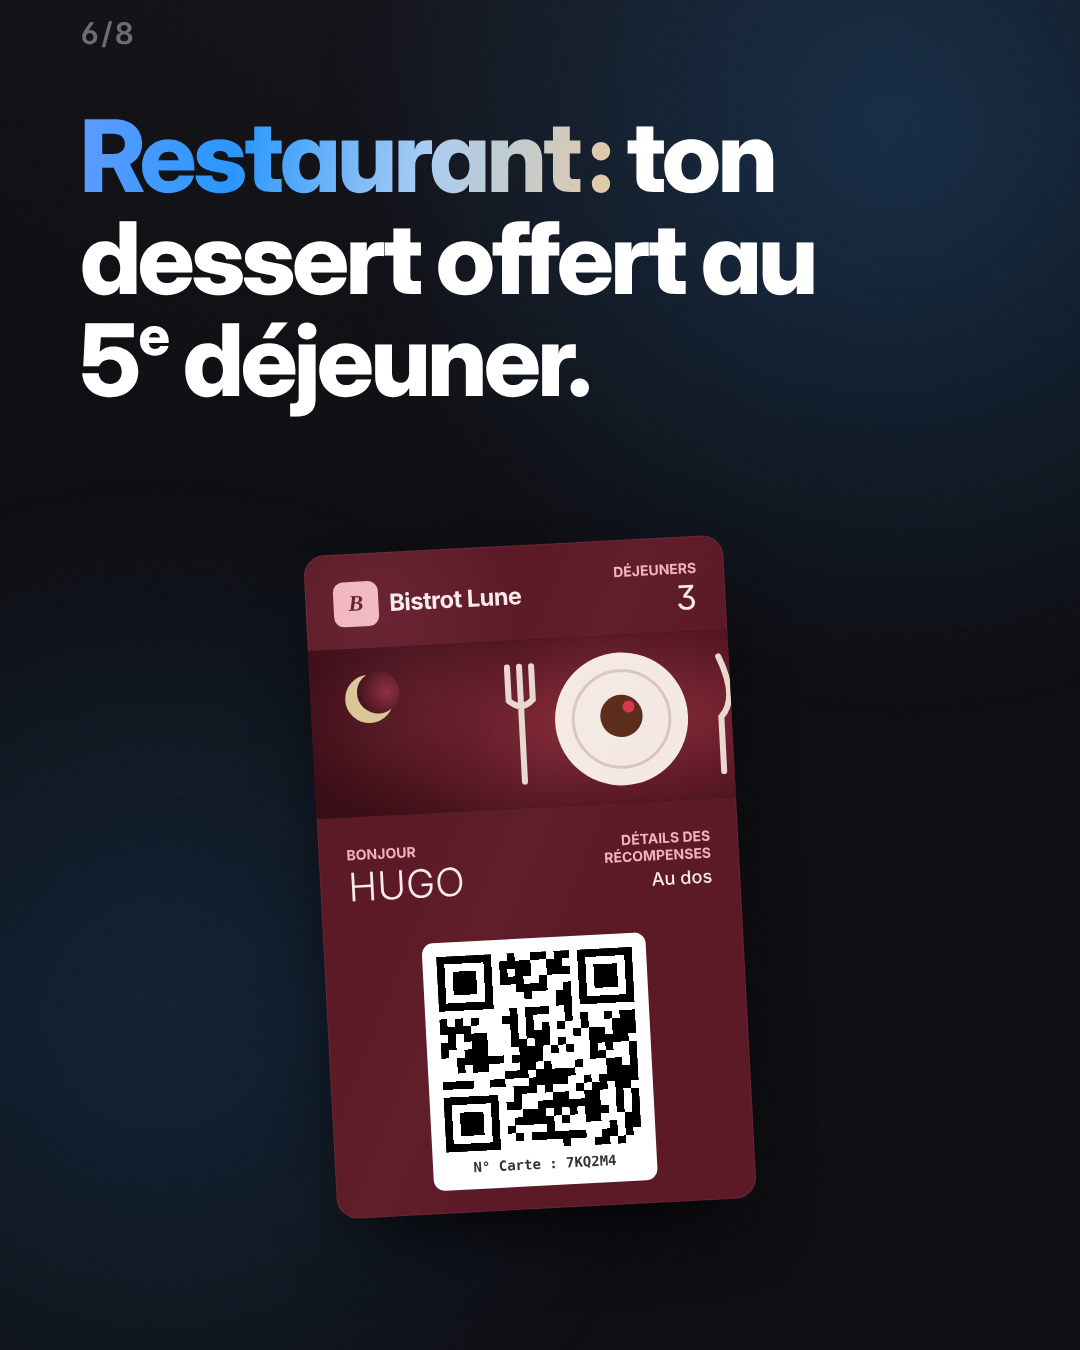 6/8
Restaurant : ton
dessert offert au
5ᵉ déjeuner.
B
Bistrot Lune
DÉJEUNERS
3
BONJOUR
HUGO
DÉTAILS DES
RÉCOMPENSES
Au dos
N° Carte : 7KQ2M4